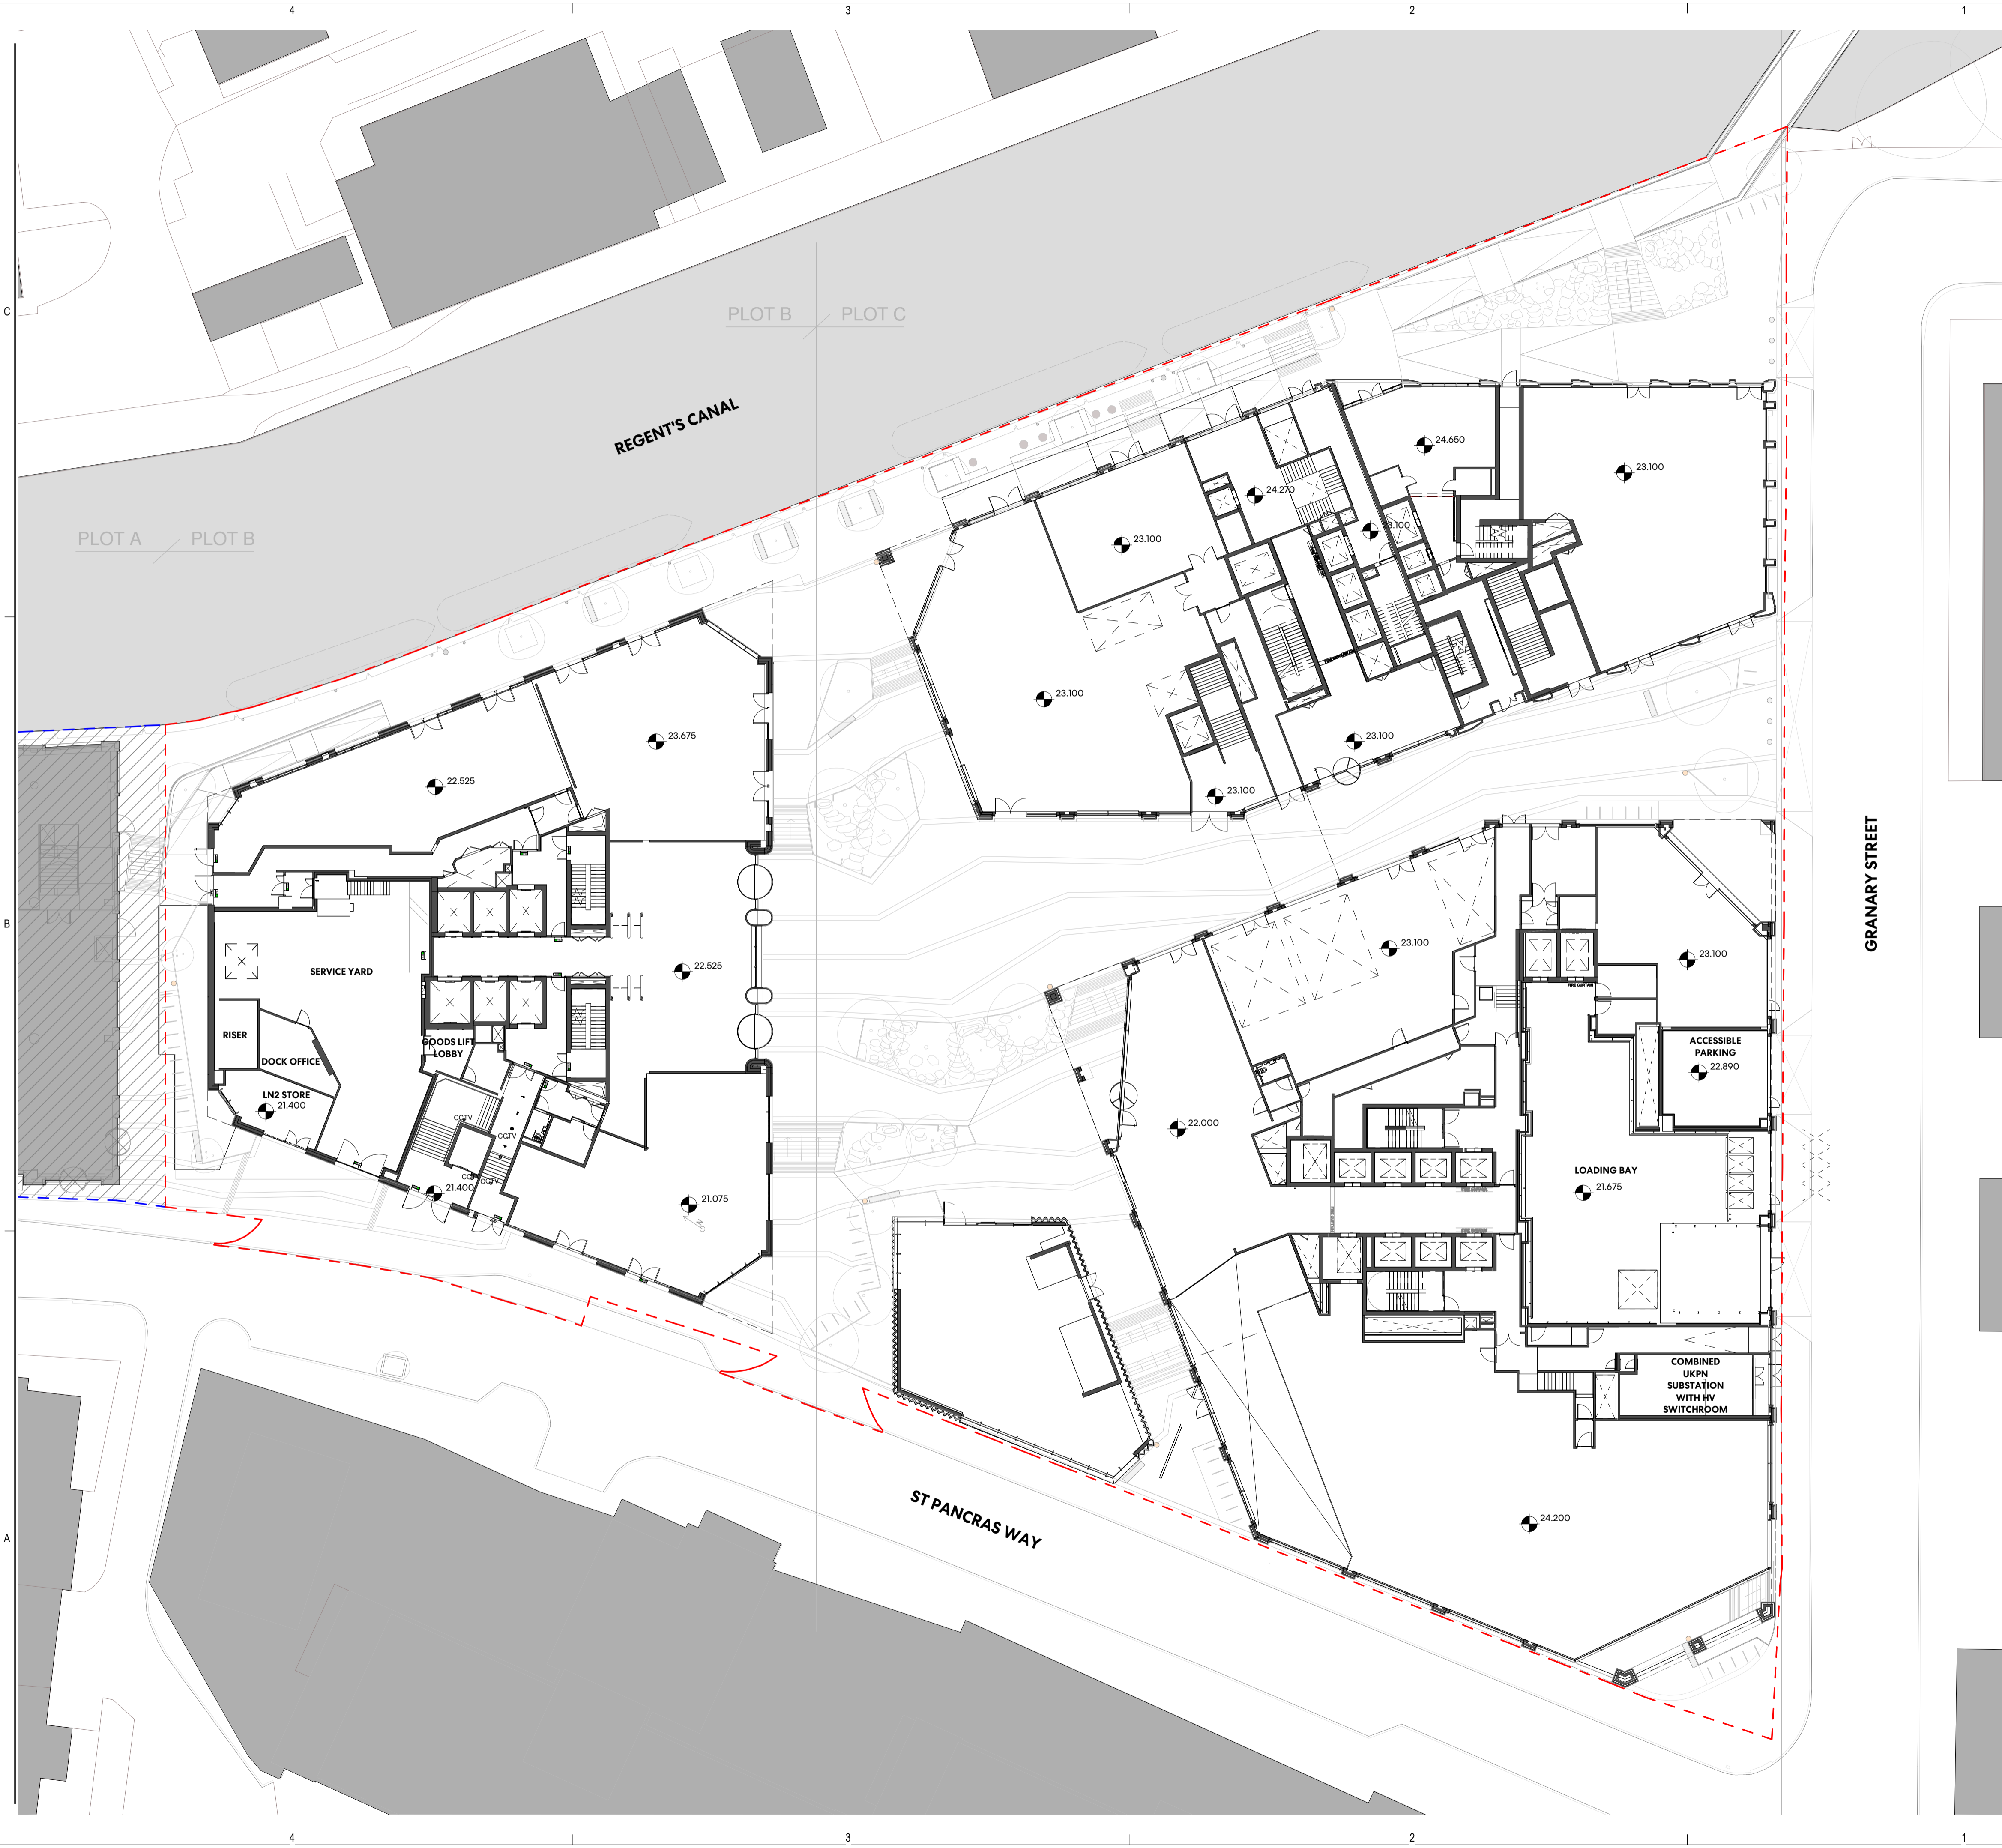 4
3
2
1
C
PLOT B
PLOT C
REGENT'S CANAL
24.650
23.100
24.270
23.100
23.100
PLOT A
PLOT B
23.100
23.675
23.100
22.525
23.100
GRANARY STREET
B
23.100
23.100
SERVICE YARD
22.525
FIRE CURTAIN
RISER
GOODS LIFT
LOBBY
DOCK OFFICE
ACCESSIBLE
PARKING
22.890
LN2 STORE
21.400
CCTV
22.000
CCTV
LOADING BAY
21.675
CCTV
21.400
21.075
COMBINED
UKPN
SUBSTATION
WITH HV
SWITCHROOM
ST PANCRAS WAY
24.200
A
4
3
2
1